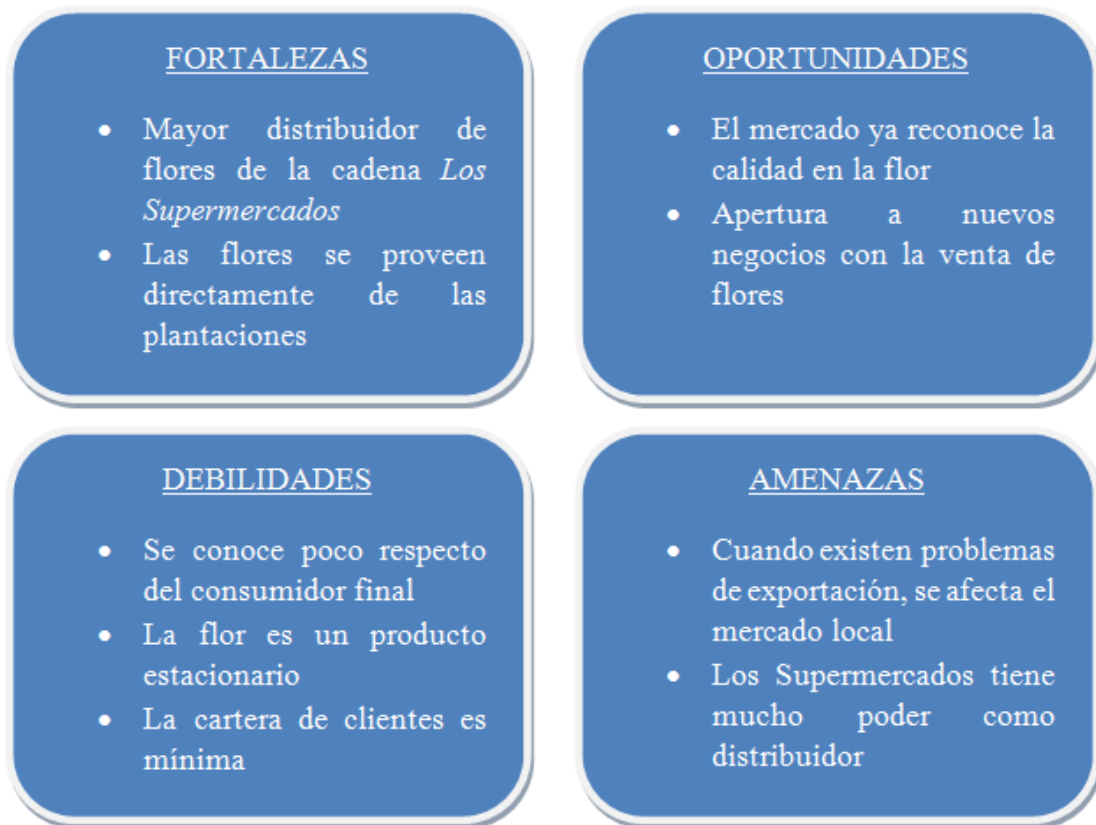 FORTALEZAS
• Mayor distribuidor de
flores de la cadena Los
Supermercados
• Las flores se proveen
directamente de las
plantaciones
OPORTUNIDADES
• El mercado ya reconoce la
calidad en la flor
• Apertura a nuevos
negocios con la venta de
flores
DEBILIDADES
• Se conoce poco respecto
del consumidor final
• La flor es un producto
estacionario
• La cartera de clientes es
mínima
AMENAZAS
• Cuando existen problemas
de exportación, se afecta el
mercado local
• Los Supermercados tiene
mucho poder como
distribuidor